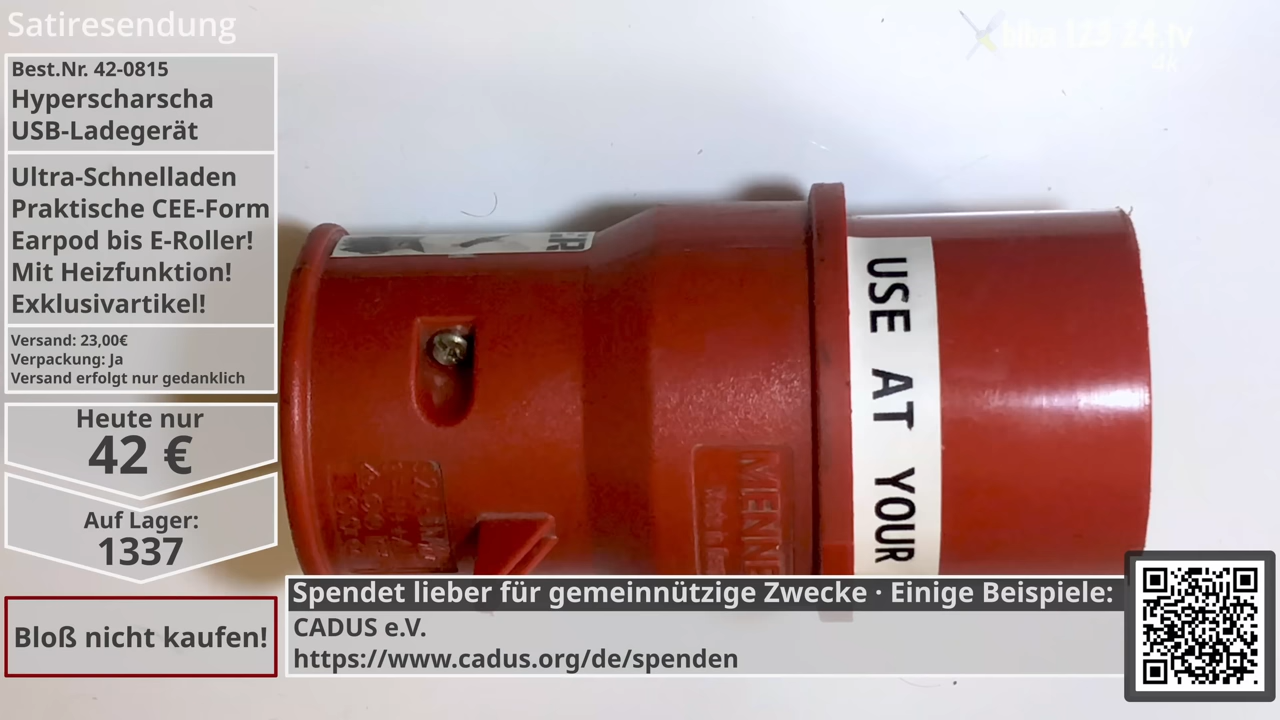 Satiresendung
Best.Nr. 42-0815
Hyperscharscha
USB-Ladegerät
Ultra-Schnelladen
Praktische CEE-Form
Earpod bis E-Roller!
Mit Heizfunktion!
Exklusivartikel!
Versand: 23,00€
Verpackung: Ja
Versand erfolgt nur gedanklich
Heute nur
42 €
Auf Lager:
1337
Bloß nicht kaufen!
USE AT YOUR
Spendet lieber für gemeinnützige Zwecke · Einige Beispiele:
CADUS e.V.
https://www.cadus.org/de/spenden